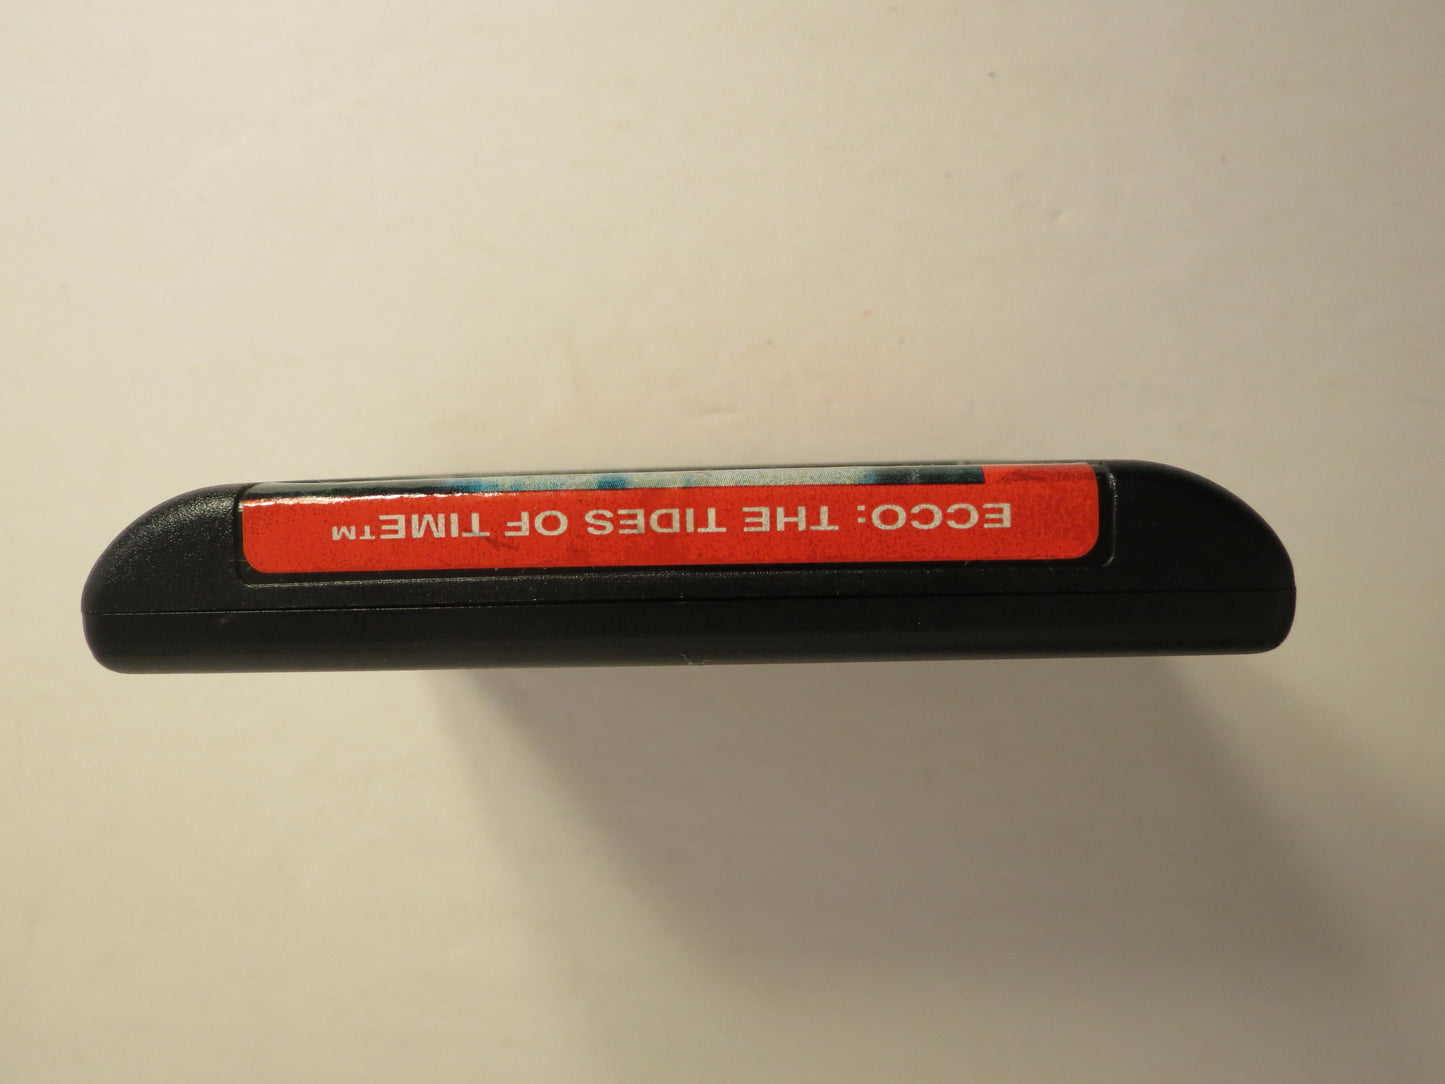 ECCO: THE TIDES OF TIME™